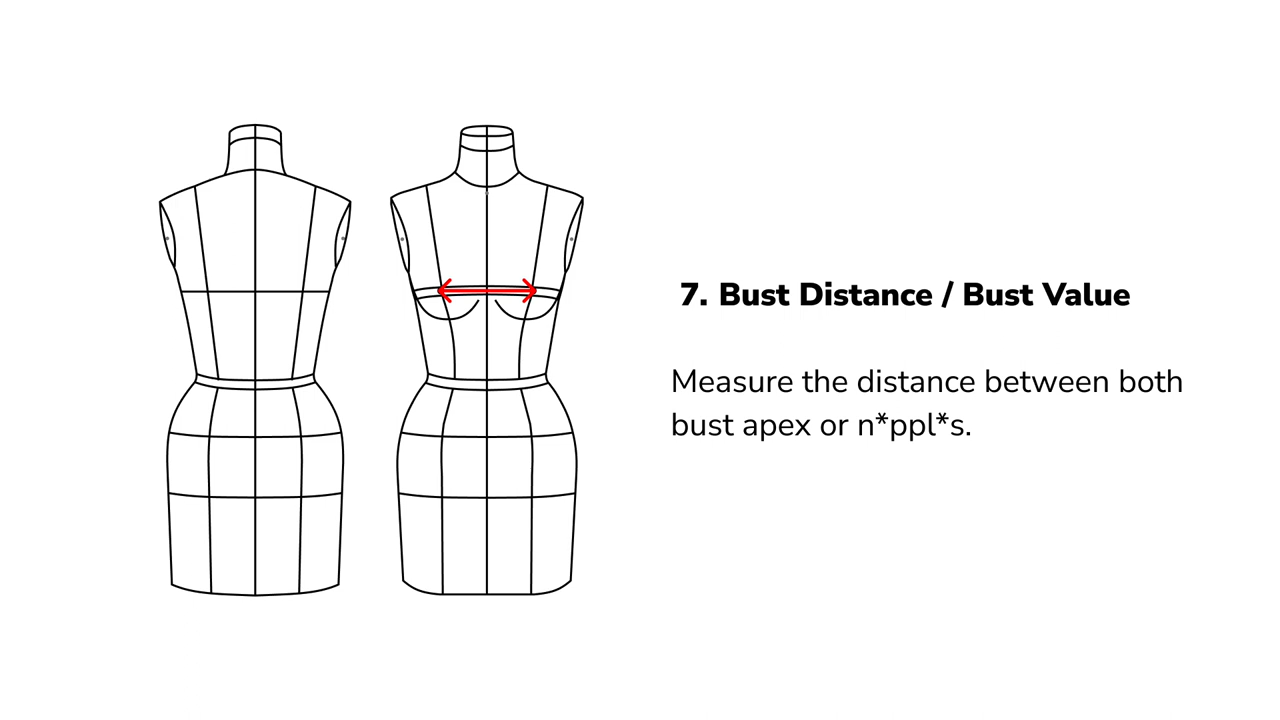 7. Bust Distance / Bust Value
Measure the distance between both
bust apex or n*ppl*s.